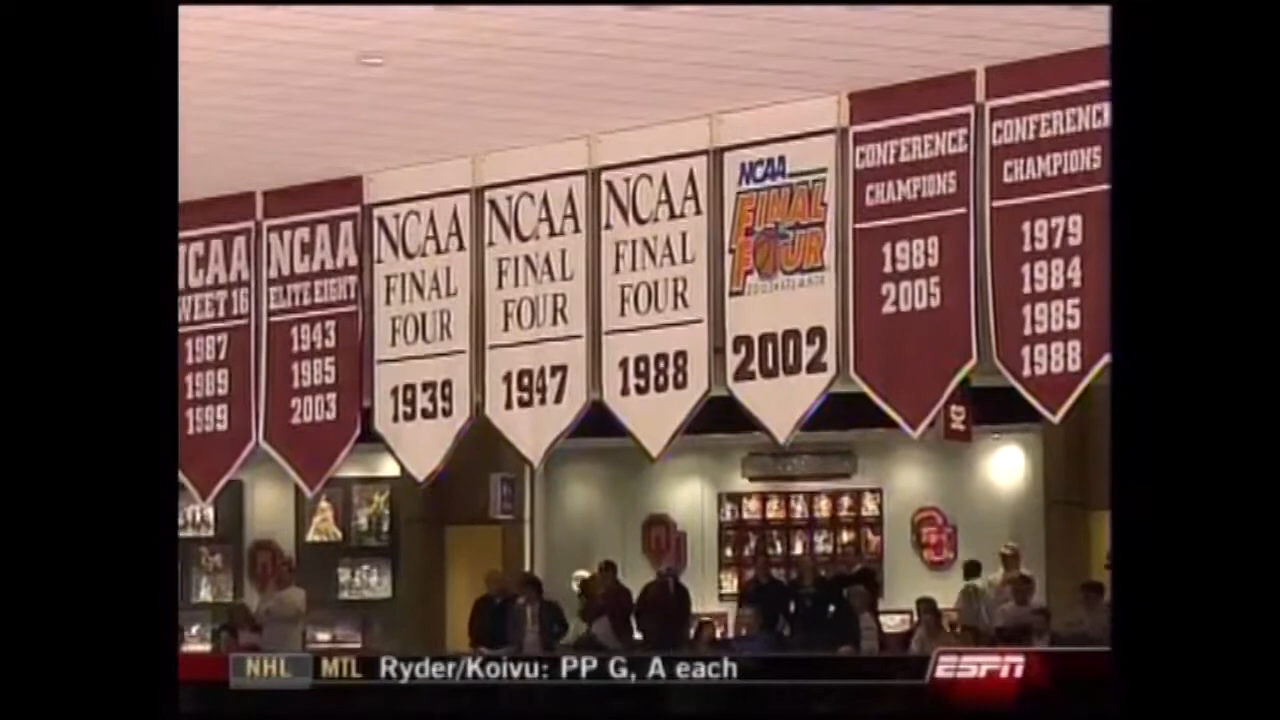 NCAA
SWEET 16
1987
1989
1999
NCAA
ELITE EIGHT
1943
1985
2003
NCAA
FINAL
FOUR
1939
NCAA
FINAL
FOUR
1947
NCAA
FINAL
FOUR
1988
NCAA
FINAL
FOUR
2002
CONFERENCE
CHAMPIONS
1989
2005
CONFERENCE
CHAMPIONS
1979
1984
1985
1988
OU
NHL MTL Ryder/Koivu: PP G, A each
ESPN